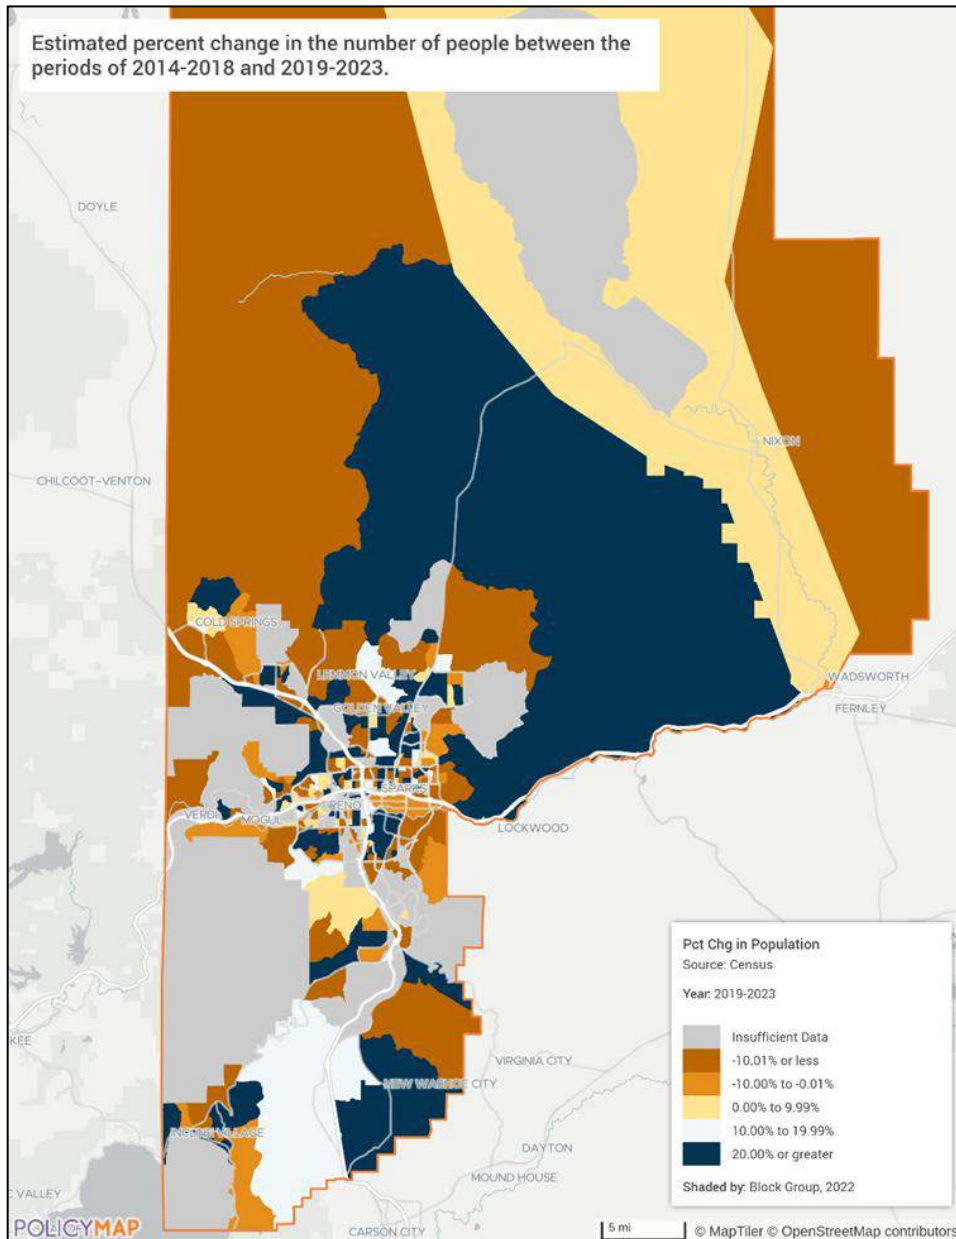 Estimated percent change in the number of people between the
periods of 2014-2018 and 2019-2023.
DOYLE
CHILCOOT-VENTON
NIXON
COLD SPRINGS
LEMMON VALLEY
GOLDEN VALLEY
WADSWORTH
FERNLEY
SPARKS
RENO
VERDI
MOGUL
LOCKWOOD
Pct Chg in Population
Source: Census
Year: 2019-2023
Insufficient Data
-10.01% or less
-10.00% to -0.01%
0.00% to 9.99%
10.00% to 19.99%
20.00% or greater
Shaded by: Block Group, 2022
KEE
VIRGINIA CITY
NEW WASHOE CITY
INCLINE VILLAGE
DAYTON
MOUND HOUSE
C VALLEY
CARSON CITY
POLICYMAP
5 mi
© MapTiler © OpenStreetMap contributors